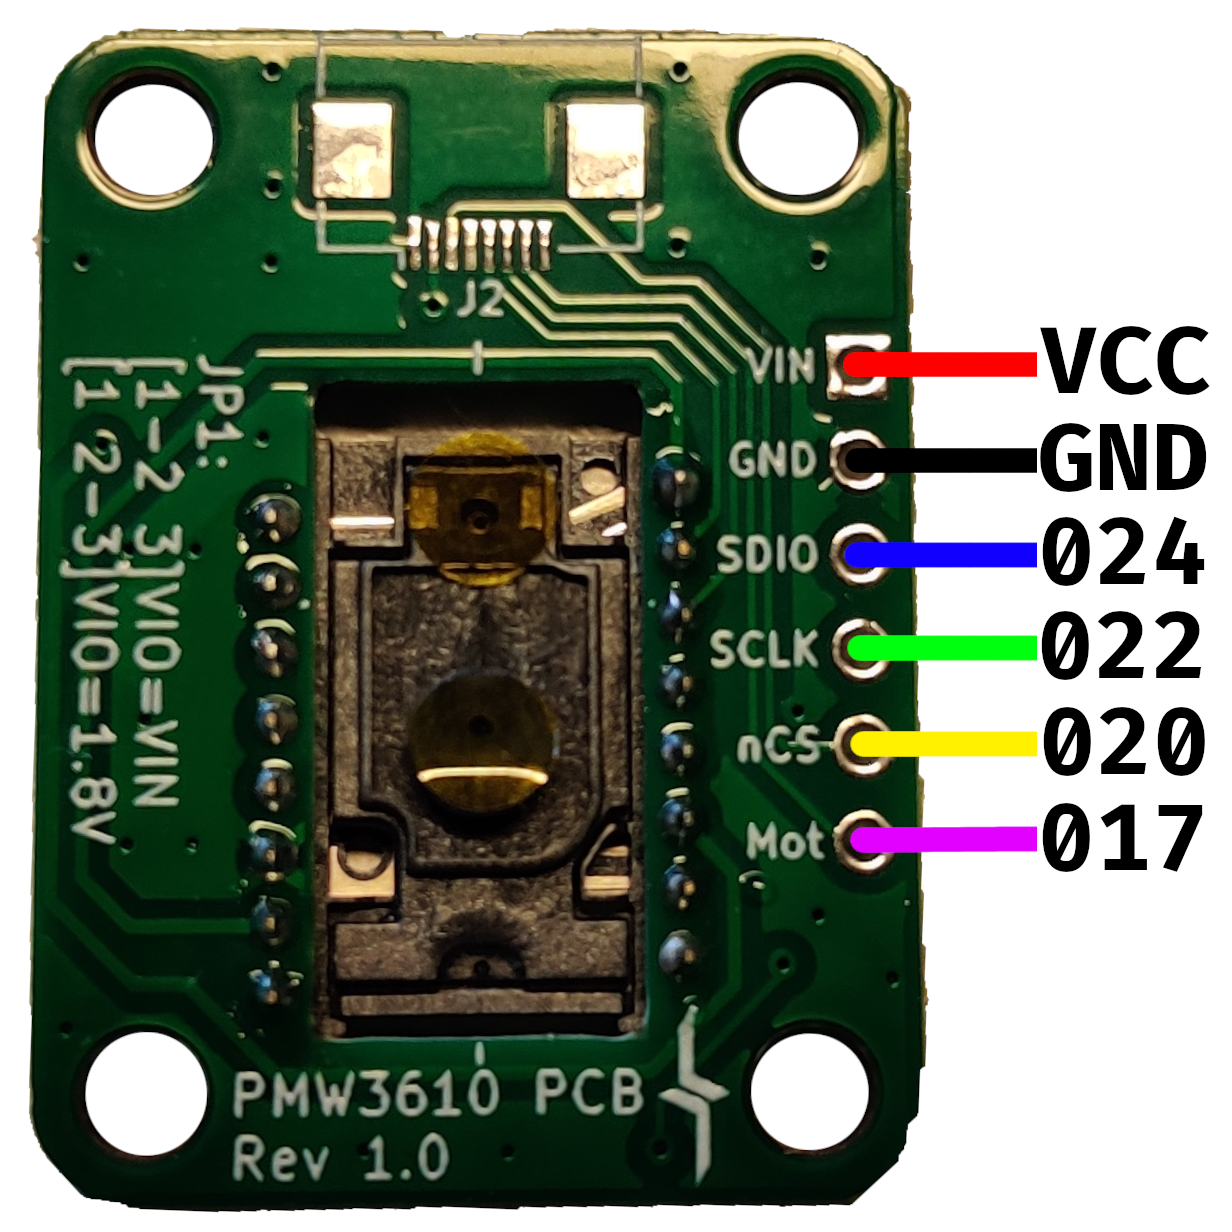 J2
VIN VCC
GND GND
SDIO 024
SCLK 022
nCS 020
Mot 017
JP1:
[1-2 3]VIO=VIN
[1 2-3]VIO=1.8V
PMW3610 PCB
Rev 1.0